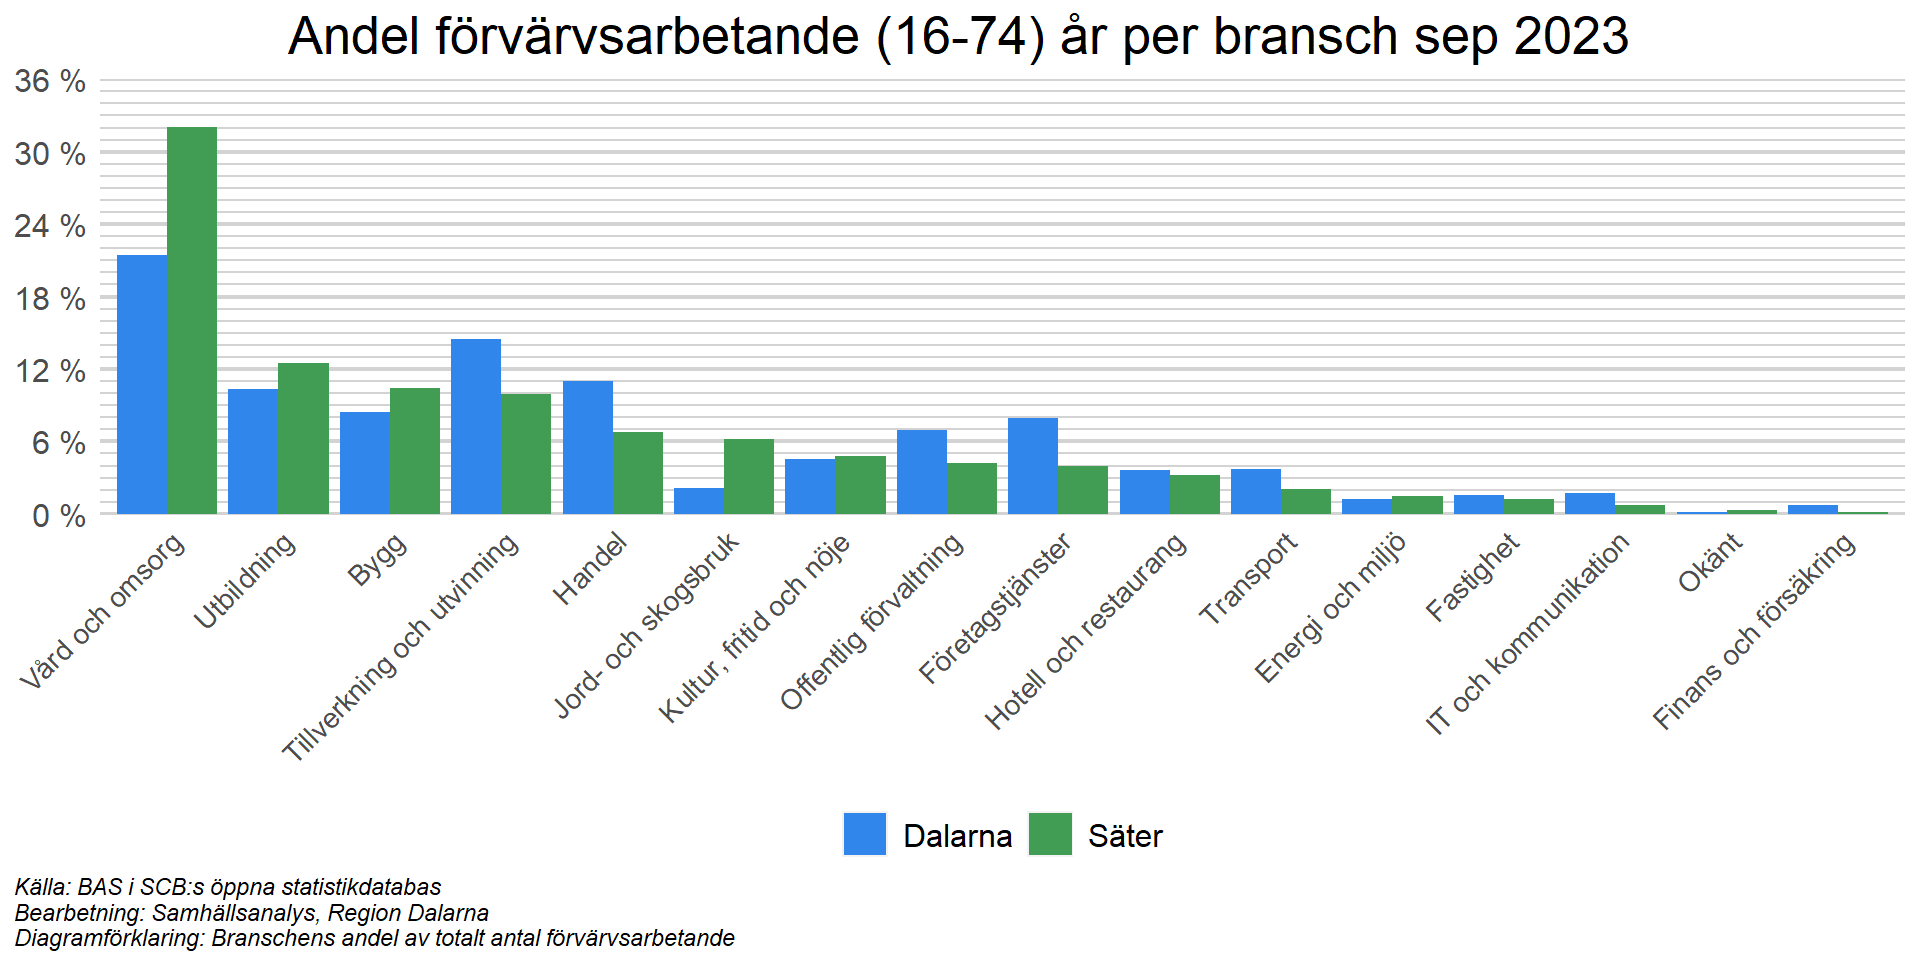 Andel förvärvsarbetande (16-74) år per bransch sep 2023
36 %
30 %
24 %
18 %
12 %
6 %
0 %
Vård och omsorg
Utbildning
Bygg
Tillverkning och utvinning
Handel
Jord- och skogsbruk
Kultur, fritid och nöje
Offentlig förvaltning
Företagstjänster
Hotell och restaurang
Transport
Energi och miljö
Fastighet
IT och kommunikation
Okänt
Finans och försäkring
Dalarna
Säter
Källa: BAS i SCB:s öppna statistikdatabas
Bearbetning: Samhällsanalys, Region Dalarna
Diagramförklaring: Branschens andel av totalt antal förvärvsarbetande